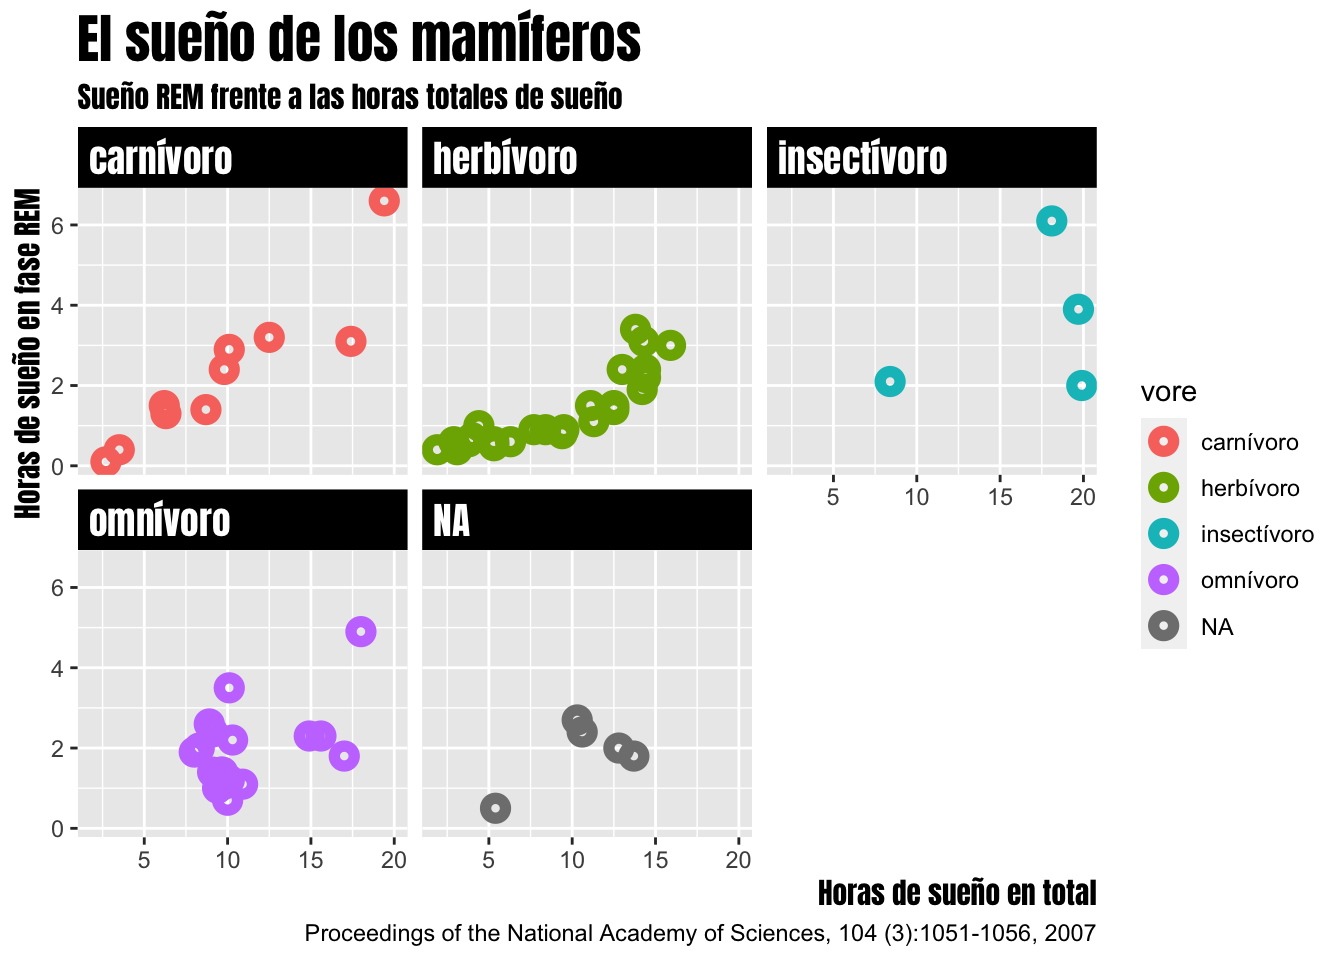 El sueño de los mamíferos
Sueño REM frente a las horas totales de sueño
carnívoro
herbívoro
insectívoro
Horas de sueño en fase REM
6
4
2
0
5
10
15
20
omnívoro
NA
6
4
2
0
5
10
15
20
5
10
15
20
vore
carnívoro
herbívoro
insectívoro
omnívoro
NA
Horas de sueño en total
Proceedings of the National Academy of Sciences, 104 (3):1051-1056, 2007